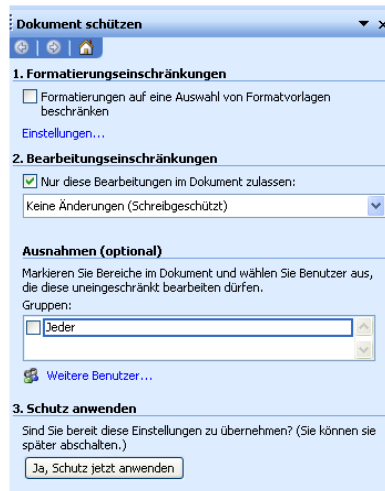 Dokument schützen
1. Formatierungseinschränkungen
Formatierungen auf eine Auswahl von Formatvorlagen
beschränken
Einstellungen...
2. Bearbeitungseinschränkungen
Nur diese Bearbeitungen im Dokument zulassen:
Keine Änderungen (Schreibgeschützt)
Ausnahmen (optional)
Markieren Sie Bereiche im Dokument und wählen Sie Benutzer aus,
die diese uneingeschränkt bearbeiten dürfen.
Gruppen:
Jeder
Weitere Benutzer...
3. Schutz anwenden
Sind Sie bereit diese Einstellungen zu übernehmen? (Sie können sie
später abschalten.)
Ja, Schutz jetzt anwenden